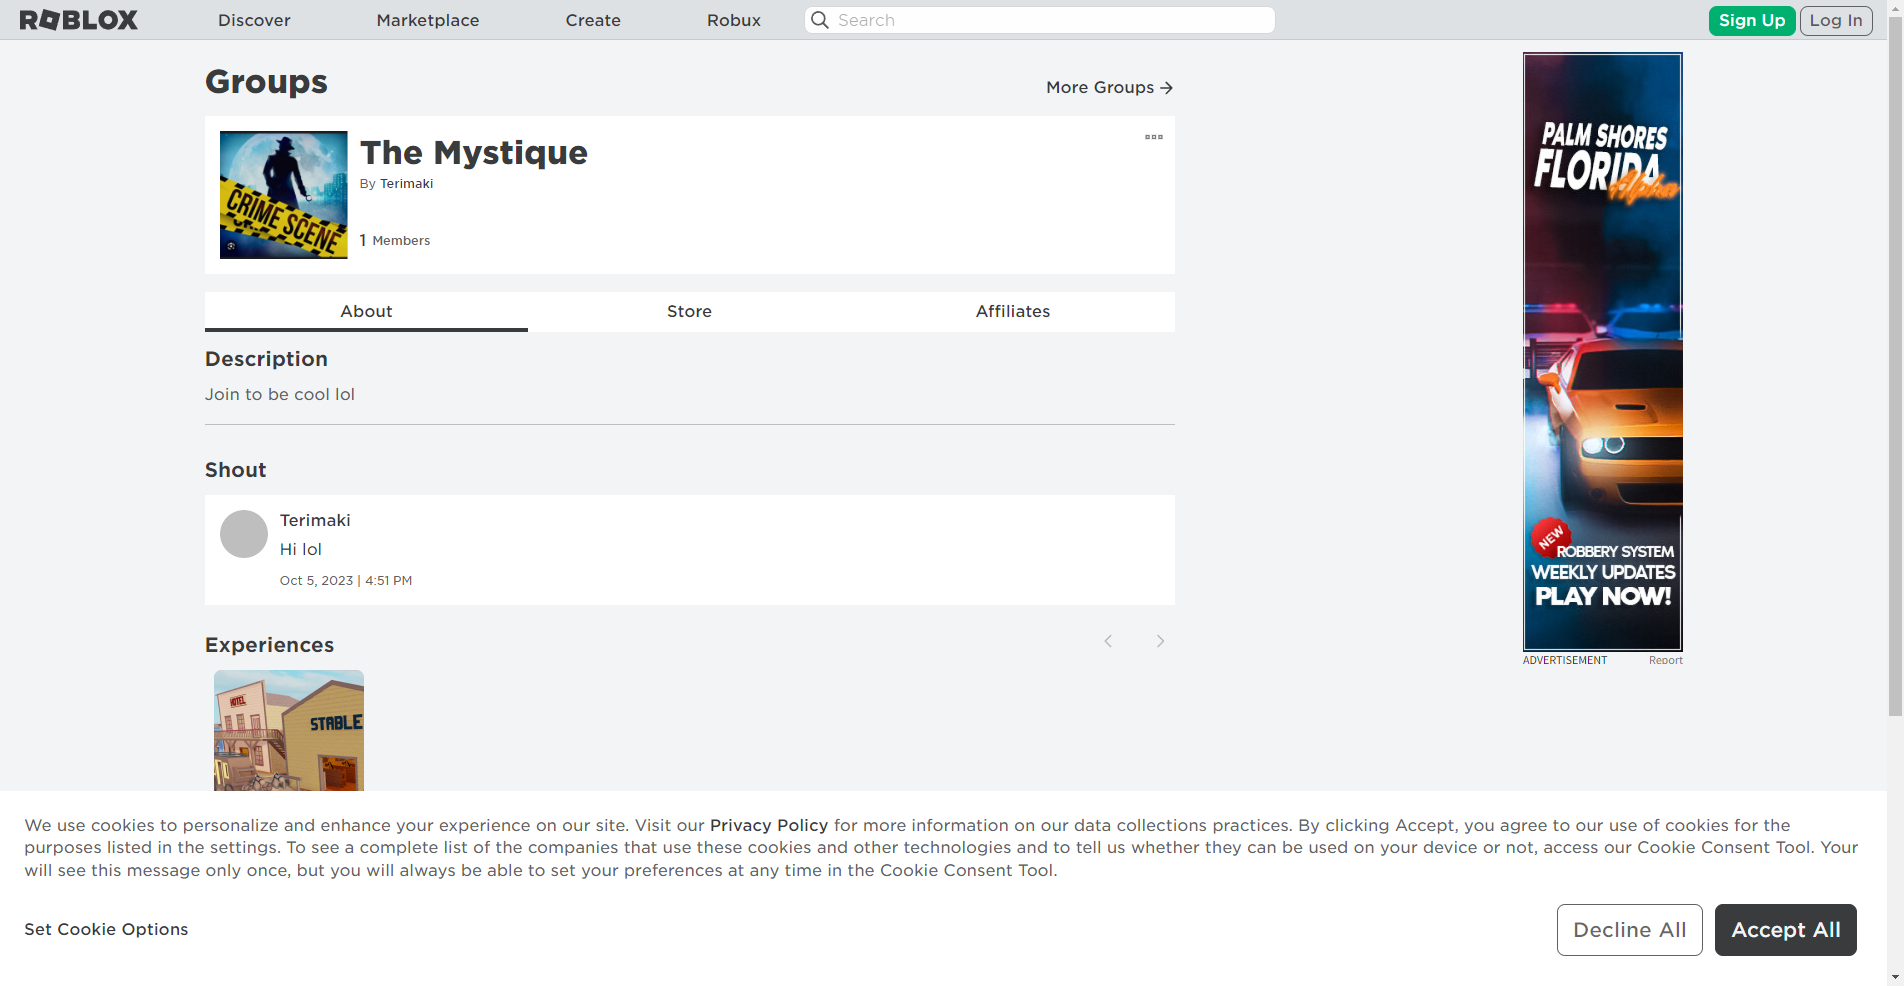 ROBLOX
Discover
Marketplace
Create
Robux
Search
Sign Up
Log In
Groups
More Groups
The Mystique
By Terimaki
1 Members
CRIME SCENE
About
Store
Affiliates
Description
Join to be cool lol
Shout
Terimaki
Hi lol
Oct 5, 2023 | 4:51 PM
Experiences
HOTEL
STABLE
PALM SHORES
FLORIDA
Alpha
NEW
ROBBERY SYSTEM
WEEKLY UPDATES
PLAY NOW!
ADVERTISEMENT
Report
We use cookies to personalize and enhance your experience on our site. Visit our Privacy Policy for more information on our data collections practices. By clicking Accept, you agree to our use of cookies for the
purposes listed in the settings. To see a complete list of the companies that use these cookies and other technologies and to tell us whether they can be used on your device or not, access our Cookie Consent Tool. Your
will see this message only once, but you will always be able to set your preferences at any time in the Cookie Consent Tool.
Set Cookie Options
Decline All
Accept All